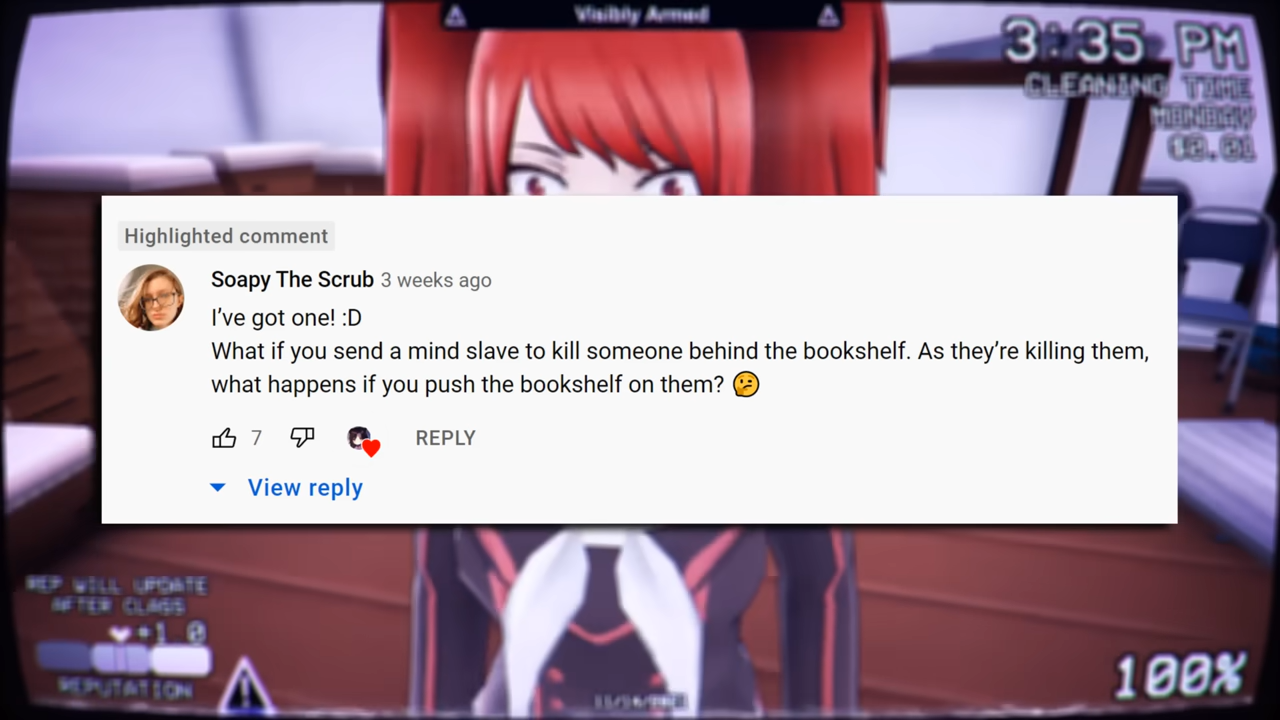 Visibly Armed
3:35 PM
CLEANING TIME
MONDAY
$0.01
Highlighted comment
Soapy The Scrub 3 weeks ago
I’ve got one! :D
What if you send a mind slave to kill someone behind the bookshelf. As they’re killing them,
what happens if you push the bookshelf on them? 🤔
7
REPLY
View reply
REP WILL UPDATE
AFTER CLASS
+1.0
REPUTATION
100%